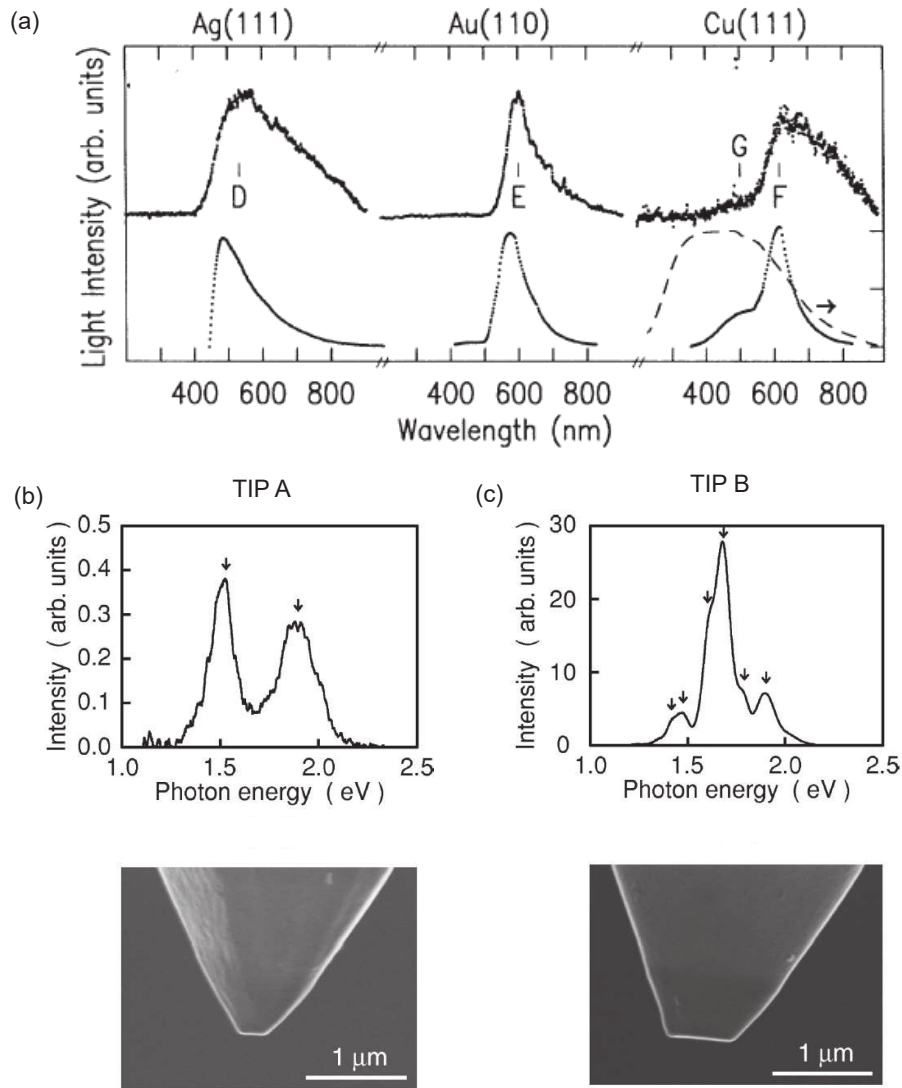 (a)
Ag(111) Au(110) Cu(111)
Light Intensity (arb. units)
D E G F
400 600 800 400 600 800 400 600 800
Wavelength (nm)
(b) TIP A
0.5
0.4
0.3
0.2
0.1
0.0
Intensity ( arb. units )
1.0 1.5 2.0 2.5
Photon energy ( eV )
(c) TIP B
30
20
10
0
Intensity ( arb. units )
1.0 1.5 2.0 2.5
Photon energy ( eV )
1 μm
1 μm